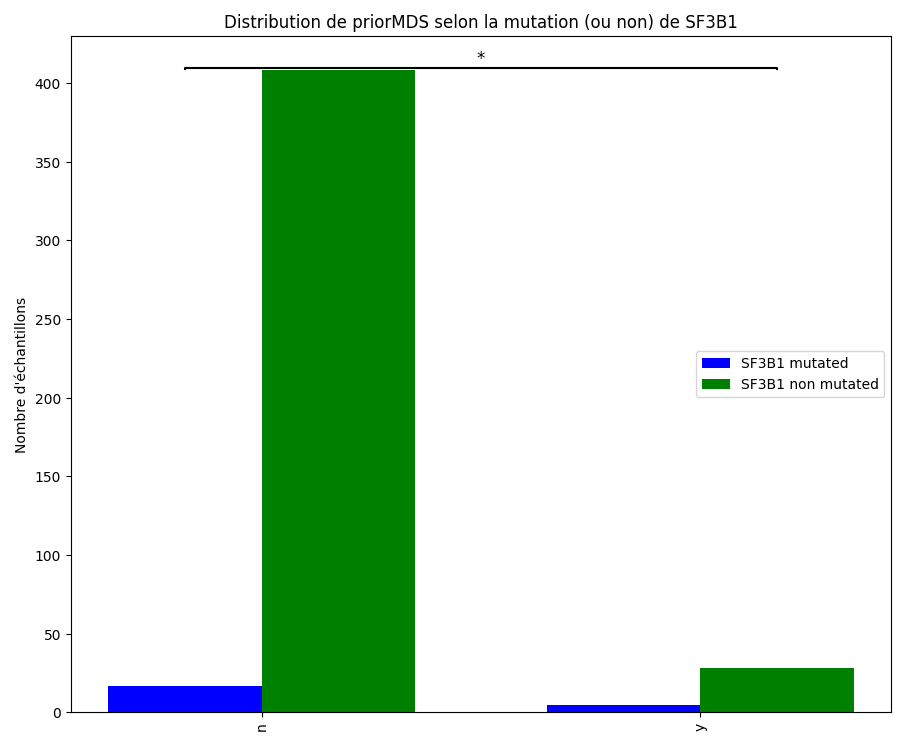 Distribution de priorMDS selon la mutation (ou non) de SF3B1
*
400
350
300
250
200
150
100
50
0
Nombre d'échantillons
SF3B1 mutated
SF3B1 non mutated
n
y